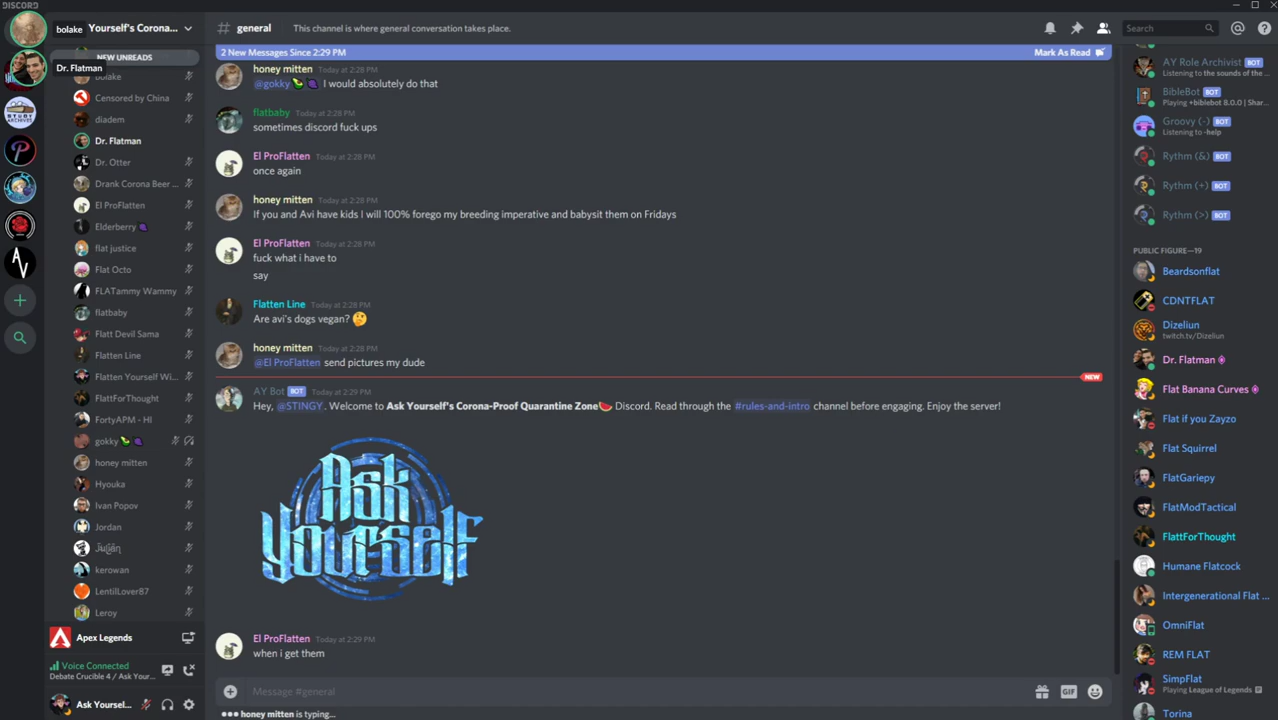 DISCORD
bolake
Yourself's Corona...
# general
This channel is where general conversation takes place.
Search
NEW UNREADS
Dr. Flatman
bolake
Censored by China
diadem
Dr. Flatman
Dr. Otter
Drank Corona Beer ...
El ProFlatten
Elderberry
flat justice
Flat Octo
FLATammy Wammy
flatbaby
Flatt Devil Sama
Flatten Line
Flatten Yourself Wi...
FlattForThought
FortyAPM - HI
gokky
honey mitten
Hyouka
Ivan Popov
Jordan
kerowan
LentilLover87
Leroy
Apex Legends
Voice Connected
Debate Crucible 4 / Ask Your...
Ask Yoursel...
2 New Messages Since 2:29 PM
Mark As Read
honey mitten Today at 2:28 PM
@gokky I would absolutely do that
flatbaby Today at 2:28 PM
sometimes discord fuck ups
El ProFlatten Today at 2:28 PM
once again
honey mitten Today at 2:28 PM
If you and Avi have kids I will 100% forego my breeding imperative and babysit them on Fridays
El ProFlatten Today at 2:28 PM
fuck what i have to
say
Flatten Line Today at 2:28 PM
Are avi's dogs vegan?
honey mitten Today at 2:28 PM
@El ProFlatten send pictures my dude
NEW
AY Bot BOT Today at 2:29 PM
Hey, @STINGY. Welcome to Ask Yourself's Corona-Proof Quarantine Zone Discord. Read through the #rules-and-intro channel before engaging. Enjoy the server!
Ask
Yourself
El ProFlatten Today at 2:29 PM
when i get them
Message #general
GIF
honey mitten is typing...
AY Role Archivist BOT
Listening to the sounds of the ...
BibleBot BOT
Playing +biblebot 8.0.0 | Shar...
Groovy (-) BOT
Listening to -help
Rythm (&) BOT
Rythm (+) BOT
Rythm (>) BOT
PUBLIC FIGURE—19
Beardsonflat
CDNTFLAT
Dizeliun
twitch.tv/Dizeliun
Dr. Flatman
Flat Banana Curves
Flat if you Zayzo
Flat Squirrel
FlatGariepy
FlatModTactical
FlattForThought
Humane Flatcock
Intergenerational Flat ...
OmniFlat
REM FLAT
SimpFlat
Playing League of Legends
Torina
STUDY
ARCHIVES